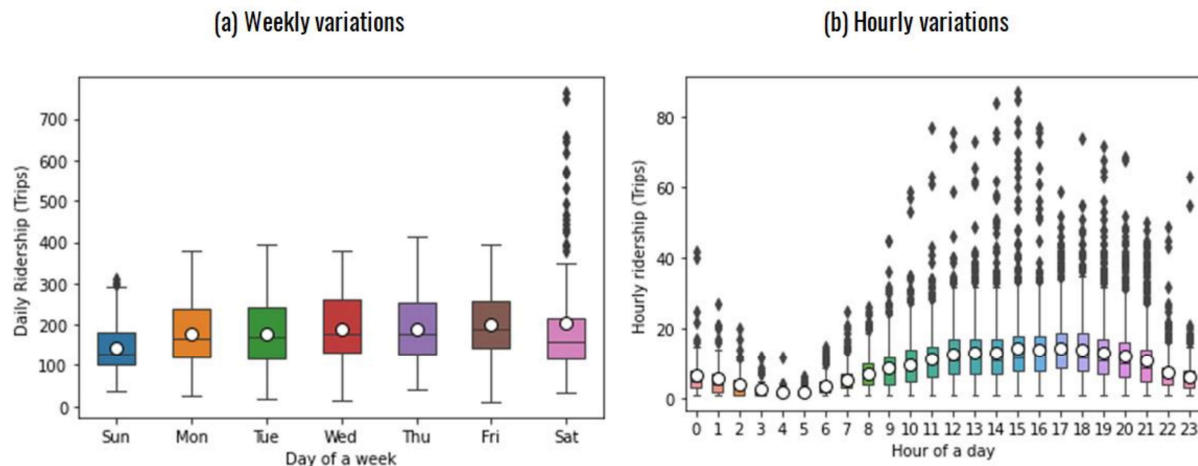 (a) Weekly variations
Daily Ridership (Trips)
700
600
500
400
300
200
100
0
Sun Mon Tue Wed Thu Fri Sat
Day of a week
(b) Hourly variations
Hourly ridership (Trips)
80
60
40
20
0
0 1 2 3 4 5 6 7 8 9 10 11 12 13 14 15 16 17 18 19 20 21 22 23
Hour of a day